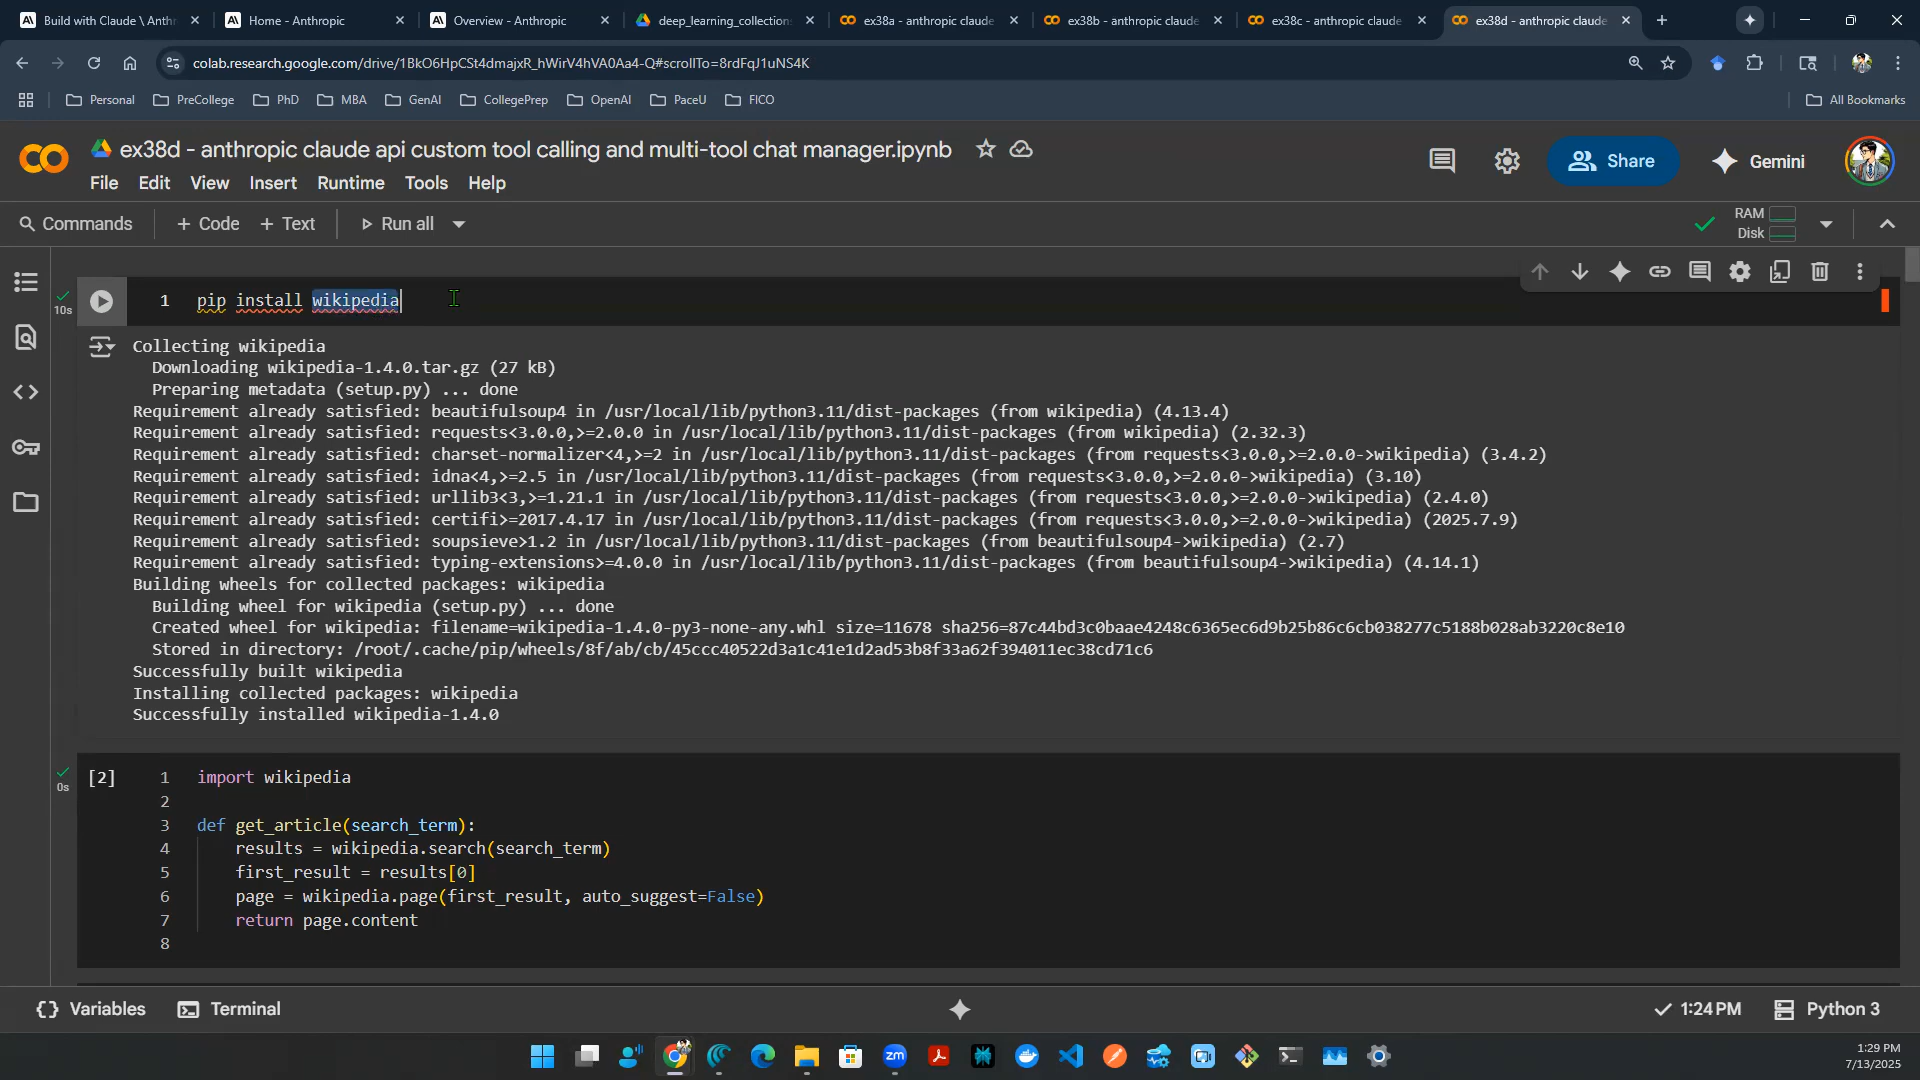 Build with Claude \ Anthr
Home - Anthropic
Overview - Anthropic
deep_learning_collection
ex38a - anthropic claude
ex38b - anthropic claude
ex38c - anthropic claude
ex38d - anthropic claude
colab.research.google.com/drive/1BkO6HpCSt4dmajxR_hWirV4hVA0Aa4-Q#scrollTo=8rdFqJ1uNS4K
Personal
PreCollege
PhD
MBA
GenAI
CollegePrep
OpenAI
PaceU
FICO
All Bookmarks
ex38d - anthropic claude api custom tool calling and multi-tool chat manager.ipynb
Share
Gemini
File Edit View Insert Runtime Tools Help
Commands + Code + Text Run all
RAM
Disk
10s
1 pip install wikipedia
Collecting wikipedia
Downloading wikipedia-1.4.0.tar.gz (27 kB)
Preparing metadata (setup.py) ... done
Requirement already satisfied: beautifulsoup4 in /usr/local/lib/python3.11/dist-packages (from wikipedia) (4.13.4)
Requirement already satisfied: requests<3.0.0,>=2.0.0 in /usr/local/lib/python3.11/dist-packages (from wikipedia) (2.32.3)
Requirement already satisfied: charset-normalizer<4,>=2 in /usr/local/lib/python3.11/dist-packages (from requests<3.0.0,>=2.0.0->wikipedia) (3.4.2)
Requirement already satisfied: idna<4,>=2.5 in /usr/local/lib/python3.11/dist-packages (from requests<3.0.0,>=2.0.0->wikipedia) (3.10)
Requirement already satisfied: urllib3<3,>=1.21.1 in /usr/local/lib/python3.11/dist-packages (from requests<3.0.0,>=2.0.0->wikipedia) (2.4.0)
Requirement already satisfied: certifi>=2017.4.17 in /usr/local/lib/python3.11/dist-packages (from requests<3.0.0,>=2.0.0->wikipedia) (2025.7.9)
Requirement already satisfied: soupsieve>1.2 in /usr/local/lib/python3.11/dist-packages (from beautifulsoup4->wikipedia) (2.7)
Requirement already satisfied: typing-extensions>=4.0.0 in /usr/local/lib/python3.11/dist-packages (from beautifulsoup4->wikipedia) (4.14.1)
Building wheels for collected packages: wikipedia
Building wheel for wikipedia (setup.py) ... done
Created wheel for wikipedia: filename=wikipedia-1.4.0-py3-none-any.whl size=11678 sha256=87c44bd3c0baae4248c6365ec6d9b25b86c6cb038277c5188b028ab3220c8e10
Stored in directory: /root/.cache/pip/wheels/8f/ab/cb/45ccc40522d3a1c41e1d2ad53b8f33a62f394011ec38cd71c6
Successfully built wikipedia
Installing collected packages: wikipedia
Successfully installed wikipedia-1.4.0
0s
[2]
1 import wikipedia
2
3 def get_article(search_term):
4 results = wikipedia.search(search_term)
5 first_result = results[0]
6 page = wikipedia.page(first_result, auto_suggest=False)
7 return page.content
8
Variables
Terminal
1:24 PM
Python 3
zm
1:29 PM
7/13/2025